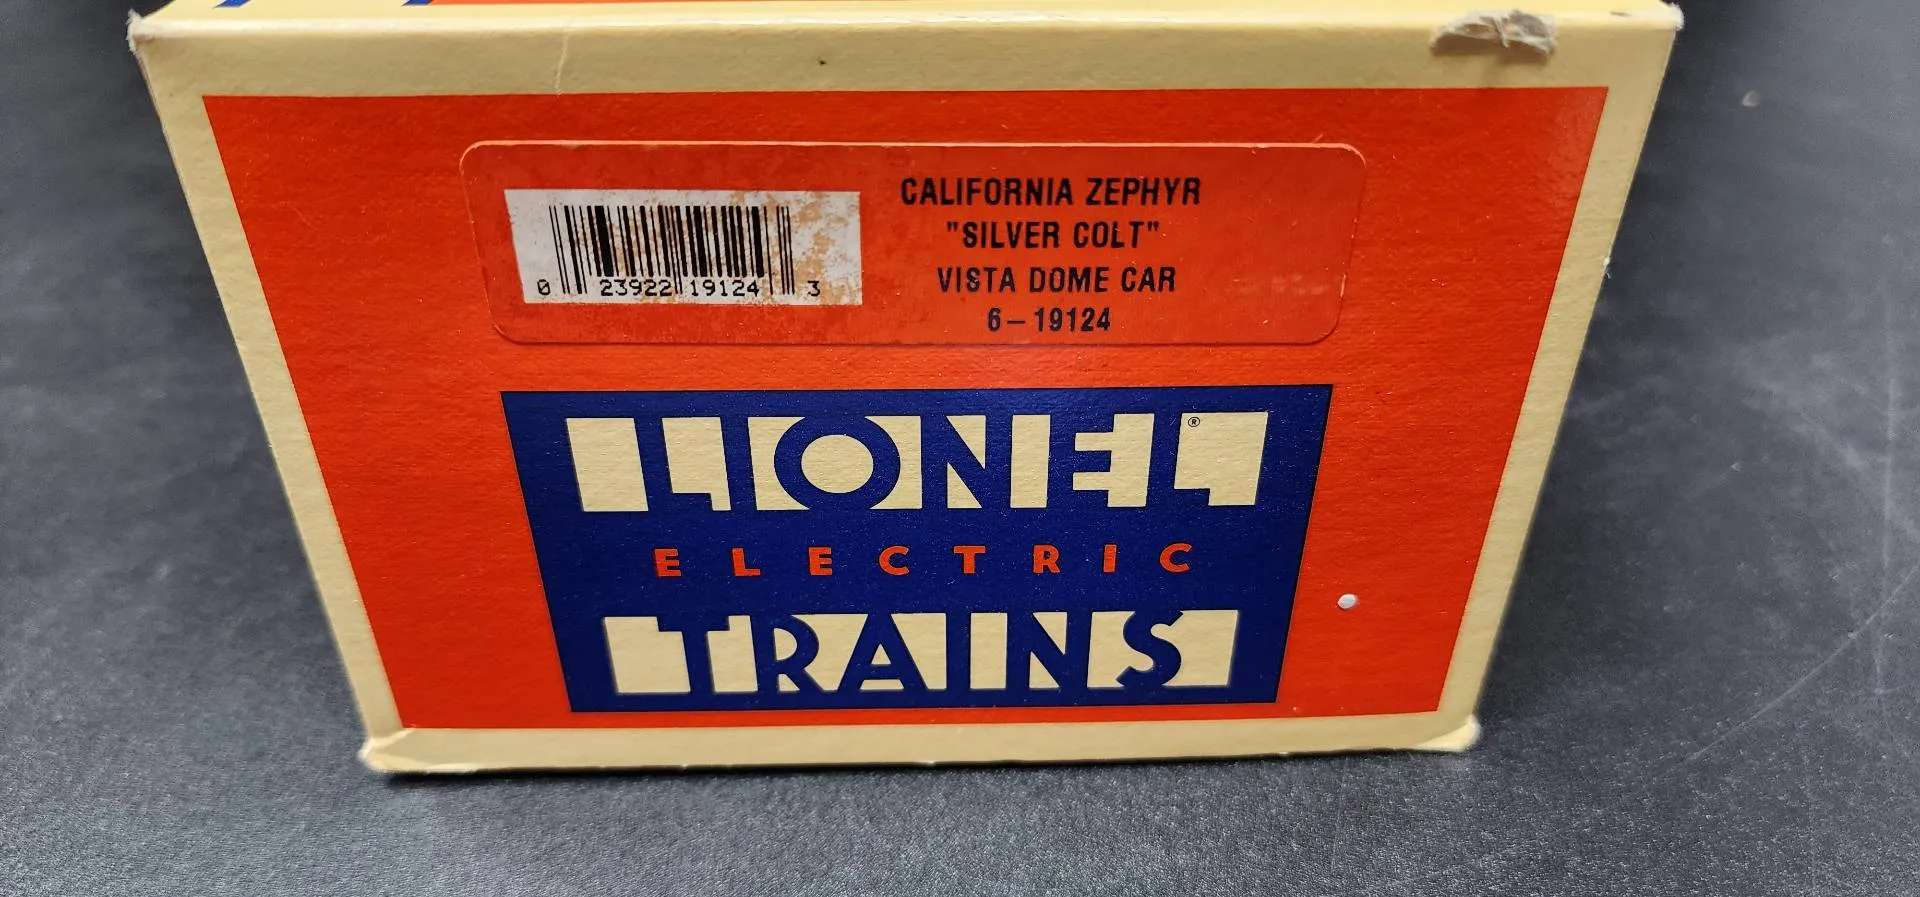 CALIFORNIA ZEPHYR
"SILVER COLT"
VISTA DOME CAR
6-19124
0 23922 19124 3
LIONEL®
ELECTRIC
TRAINS